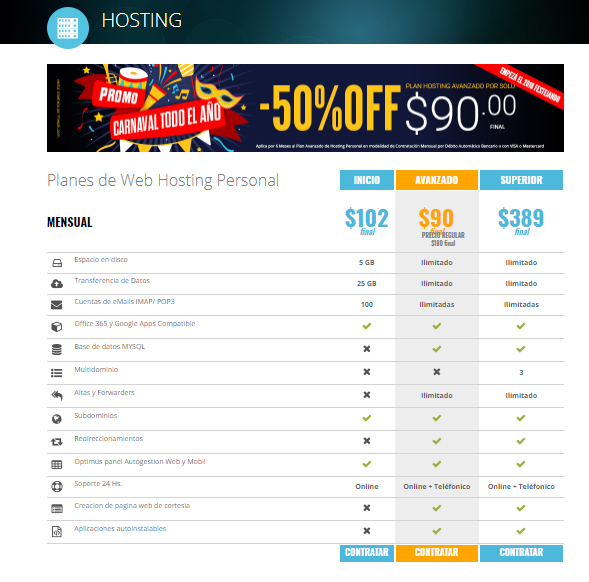 HOSTING
PROMO
CARNAVAL TODO EL AÑO
-50%OFF
PLAN HOSTING AVANZADO POR SOLO
$90.00
FINAL
EMPEZÁ EL 2018 FESTEJANDO
Aplica por 6 Meses al Plan Avanzado de Hosting Personal en modalidad de Contratación Mensual por Débito Automático Bancario o con VISA o Mastercard
Planes de Web Hosting Personal INICIO AVANZADO SUPERIOR
MENSUAL $102 $90 $389
final final final
PRECIO REGULAR
$180 final
Espacio en disco 5 GB Ilimitado Ilimitado
Transferencia de Datos 25 GB Ilimitado Ilimitado
Cuentas de eMails IMAP/ POP3 100 Ilimitadas Ilimitadas
Office 365 y Google Apps Compatible
Base de datos MYSQL
Multidominio 3
Altas y Forwarders Ilimitado Ilimitado
Subdominios
Redireccionamientos
Optimus panel Autogestion Web y Mobil
Soporte 24 Hs. Online Online + Teléfonico Online + Teléfonico
Creacion de pagina web de cortesia
Aplicaciones autoinstalables
CONTRATAR CONTRATAR CONTRATAR